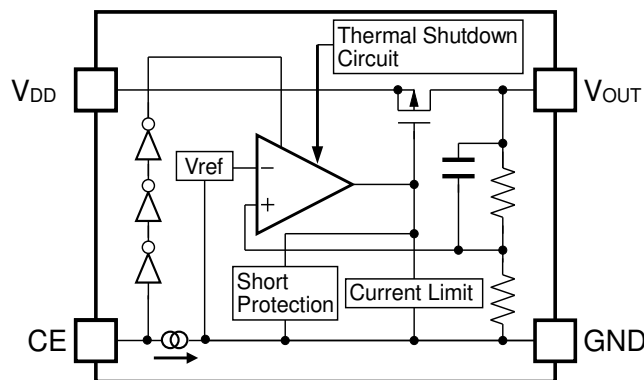 Thermal Shutdown
Circuit
VDD
VOUT
Vref
−
+
Short
Protection
Current Limit
CE
GND